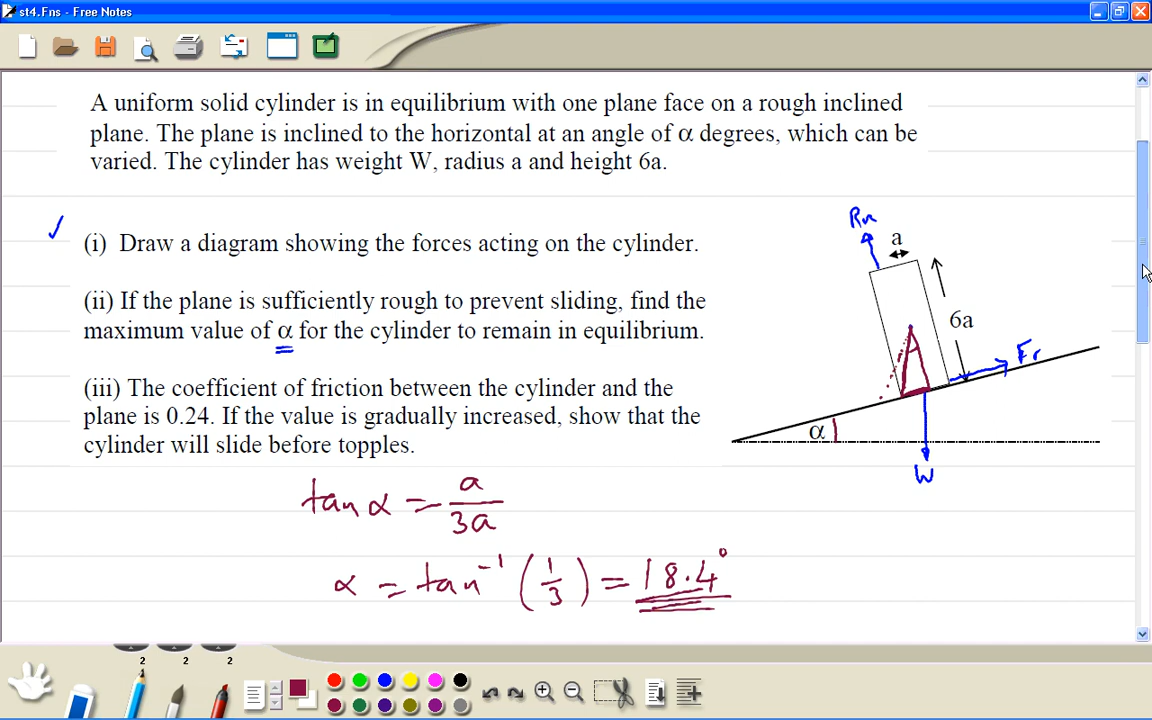 st4.Fns - Free Notes
A uniform solid cylinder is in equilibrium with one plane face on a rough inclined
plane. The plane is inclined to the horizontal at an angle of α degrees, which can be
varied. The cylinder has weight W, radius a and height 6a.
(i) Draw a diagram showing the forces acting on the cylinder.
(ii) If the plane is sufficiently rough to prevent sliding, find the
maximum value of α for the cylinder to remain in equilibrium.
(iii) The coefficient of friction between the cylinder and the
plane is 0.24. If the value is gradually increased, show that the
cylinder will slide before topples.
Rn
a
6a
Fr
α
W
tan α = a/3a
α = tan⁻¹ (1/3) = 18.4°
2 2 2